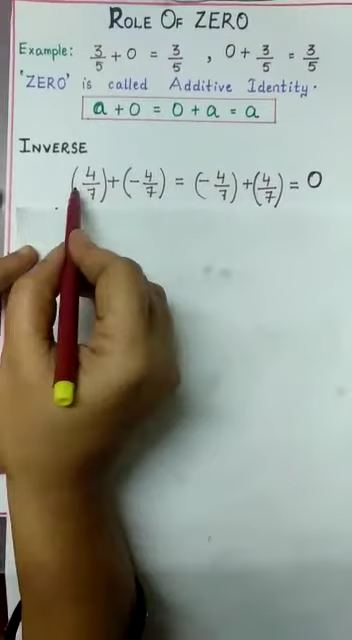 ROLE OF ZERO
Example: 3/5 + 0 = 3/5 , 0 + 3/5 = 3/5
'ZERO' is called Additive Identity.
a + 0 = 0 + a = a
INVERSE
(4/7) + (-4/7) = (-4/7) + (4/7) = 0